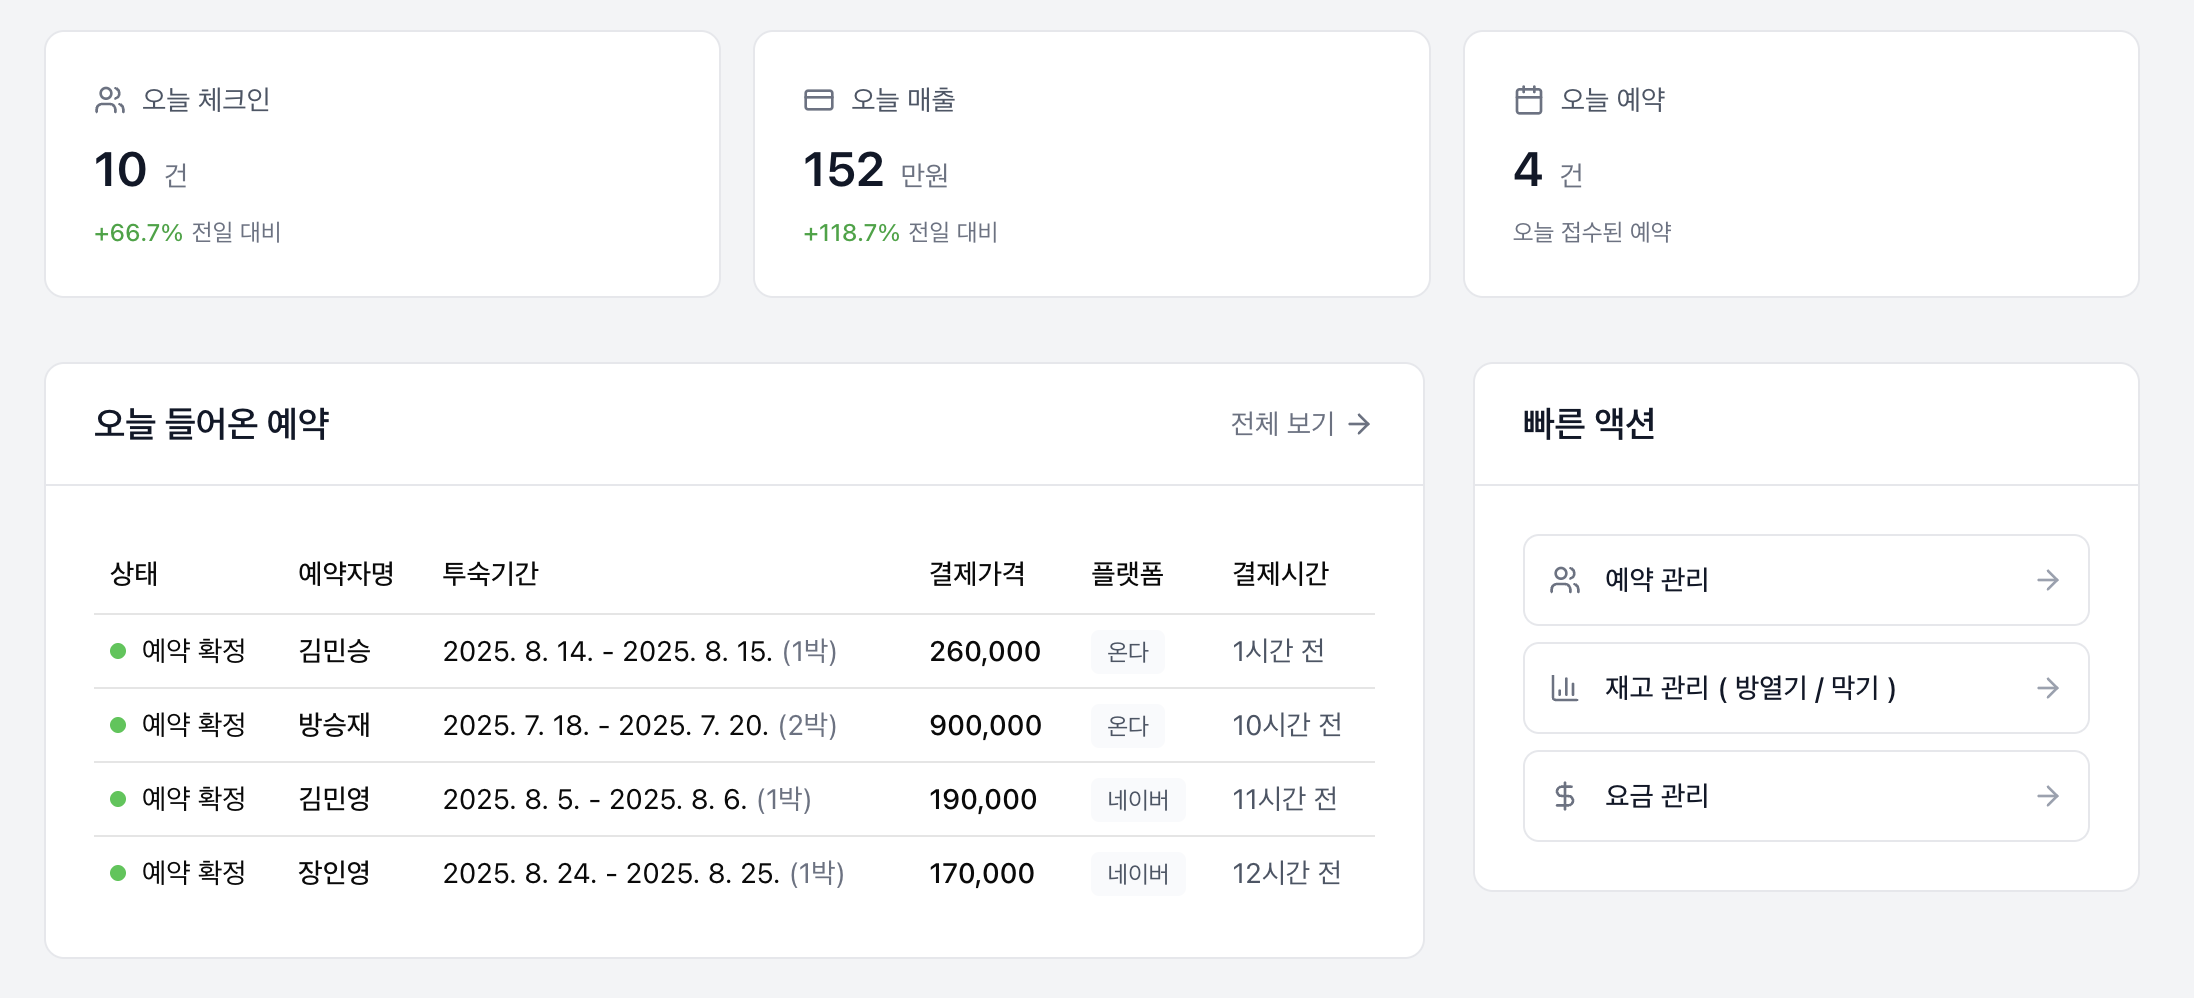 오늘 체크인
10 건
+66.7% 전일 대비
오늘 매출
152 만원
+118.7% 전일 대비
오늘 예약
4 건
오늘 접수된 예약
오늘 들어온 예약
전체 보기 →
상태 예약자명 투숙기간 결제가격 플랫폼 결제시간
예약 확정 김민승 2025. 8. 14. - 2025. 8. 15. (1박) 260,000 온다 1시간 전
예약 확정 방승재 2025. 7. 18. - 2025. 7. 20. (2박) 900,000 온다 10시간 전
예약 확정 김민영 2025. 8. 5. - 2025. 8. 6. (1박) 190,000 네이버 11시간 전
예약 확정 장인영 2025. 8. 24. - 2025. 8. 25. (1박) 170,000 네이버 12시간 전
빠른 액션
예약 관리
재고 관리 ( 방열기 / 막기 )
요금 관리